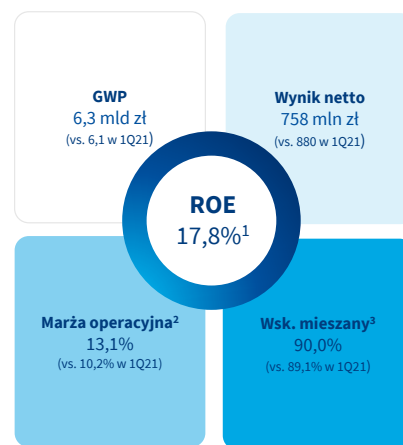 GWP
6,3 mld zł
(vs. 6,1 w 1Q21)
Wynik netto
758 mln zł
(vs. 880 w 1Q21)
ROE
17,8%¹
Marża operacyjna²
13,1%
(vs. 10,2% w 1Q21)
Wsk. mieszany³
90,0%
(vs. 89,1% w 1Q21)